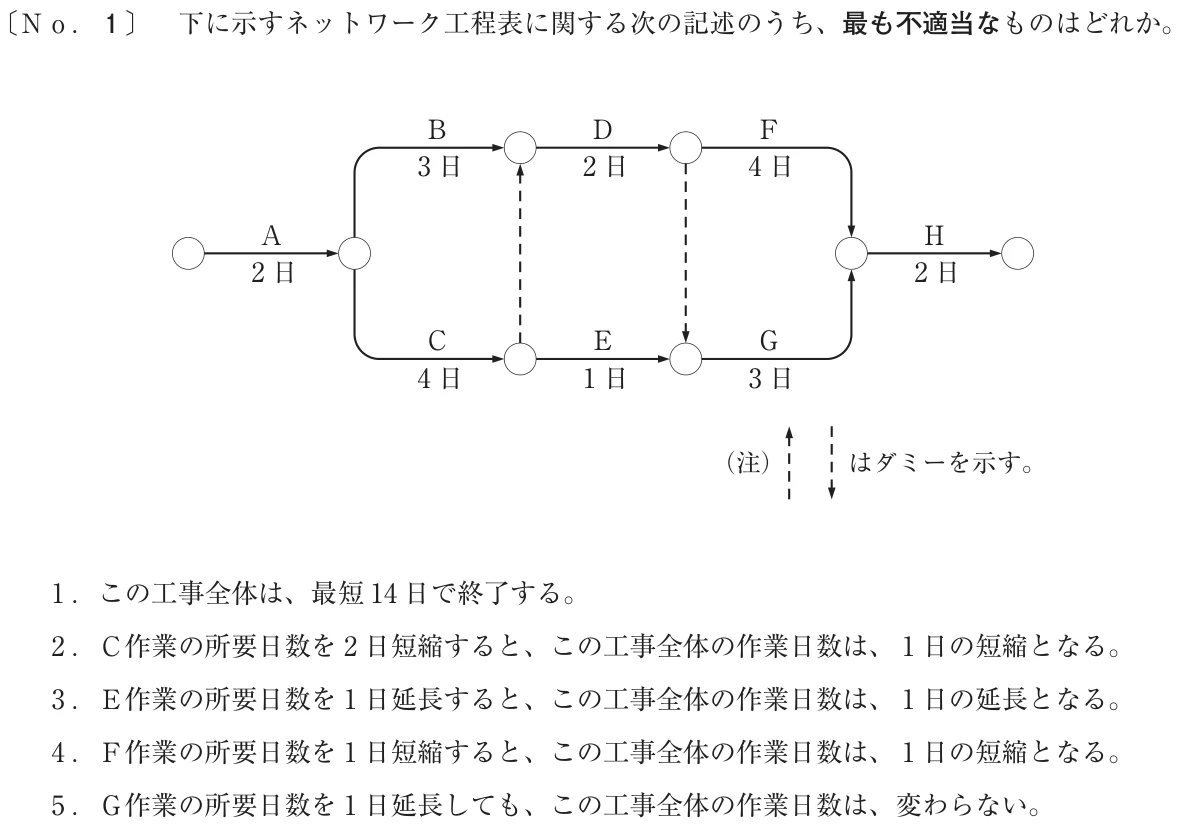 〔Ｎｏ．１〕　下に示すネットワーク工程表に関する次の記述のうち、最も不適当なものはどれか。
B
D
F
3日
2日
4日
A
H
2日
2日
C
E
G
4日
1日
3日
(注)　はダミーを示す。
1．この工事全体は、最短14日で終了する。
2．Ｃ作業の所要日数を２日短縮すると、この工事全体の作業日数は、１日の短縮となる。
3．Ｅ作業の所要日数を１日延長すると、この工事全体の作業日数は、１日の延長となる。
4．Ｆ作業の所要日数を１日短縮すると、この工事全体の作業日数は、１日の短縮となる。
5．Ｇ作業の所要日数を１日延長しても、この工事全体の作業日数は、変わらない。